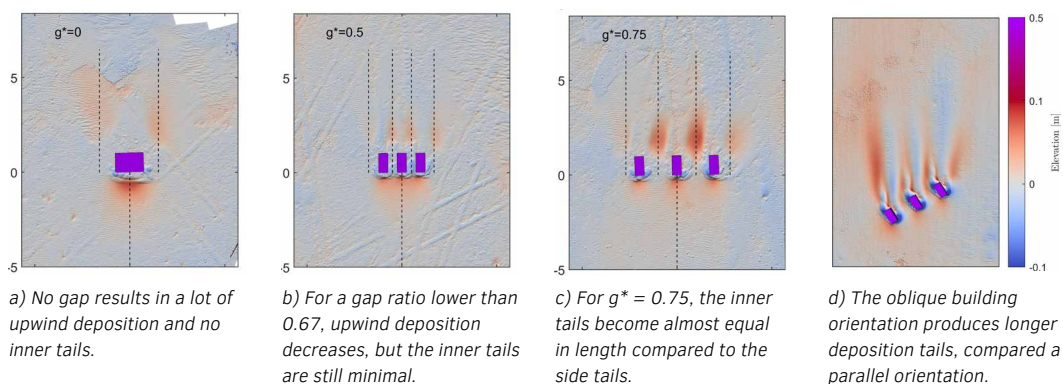 g*=0
5
0
-5
g*=0.5
5
0
-5
g*=0.75
5
0
-5
0.5
0.1
0
-0.1
Elevation [m]
a) No gap results in a lot of
upwind deposition and no
inner tails.
b) For a gap ratio lower than
0.67, upwind deposition
decreases, but the inner tails
are still minimal.
c) For g* = 0.75, the inner
tails become almost equal
in length compared to the
side tails.
d) The oblique building
orientation produces longer
deposition tails, compared a
parallel orientation.